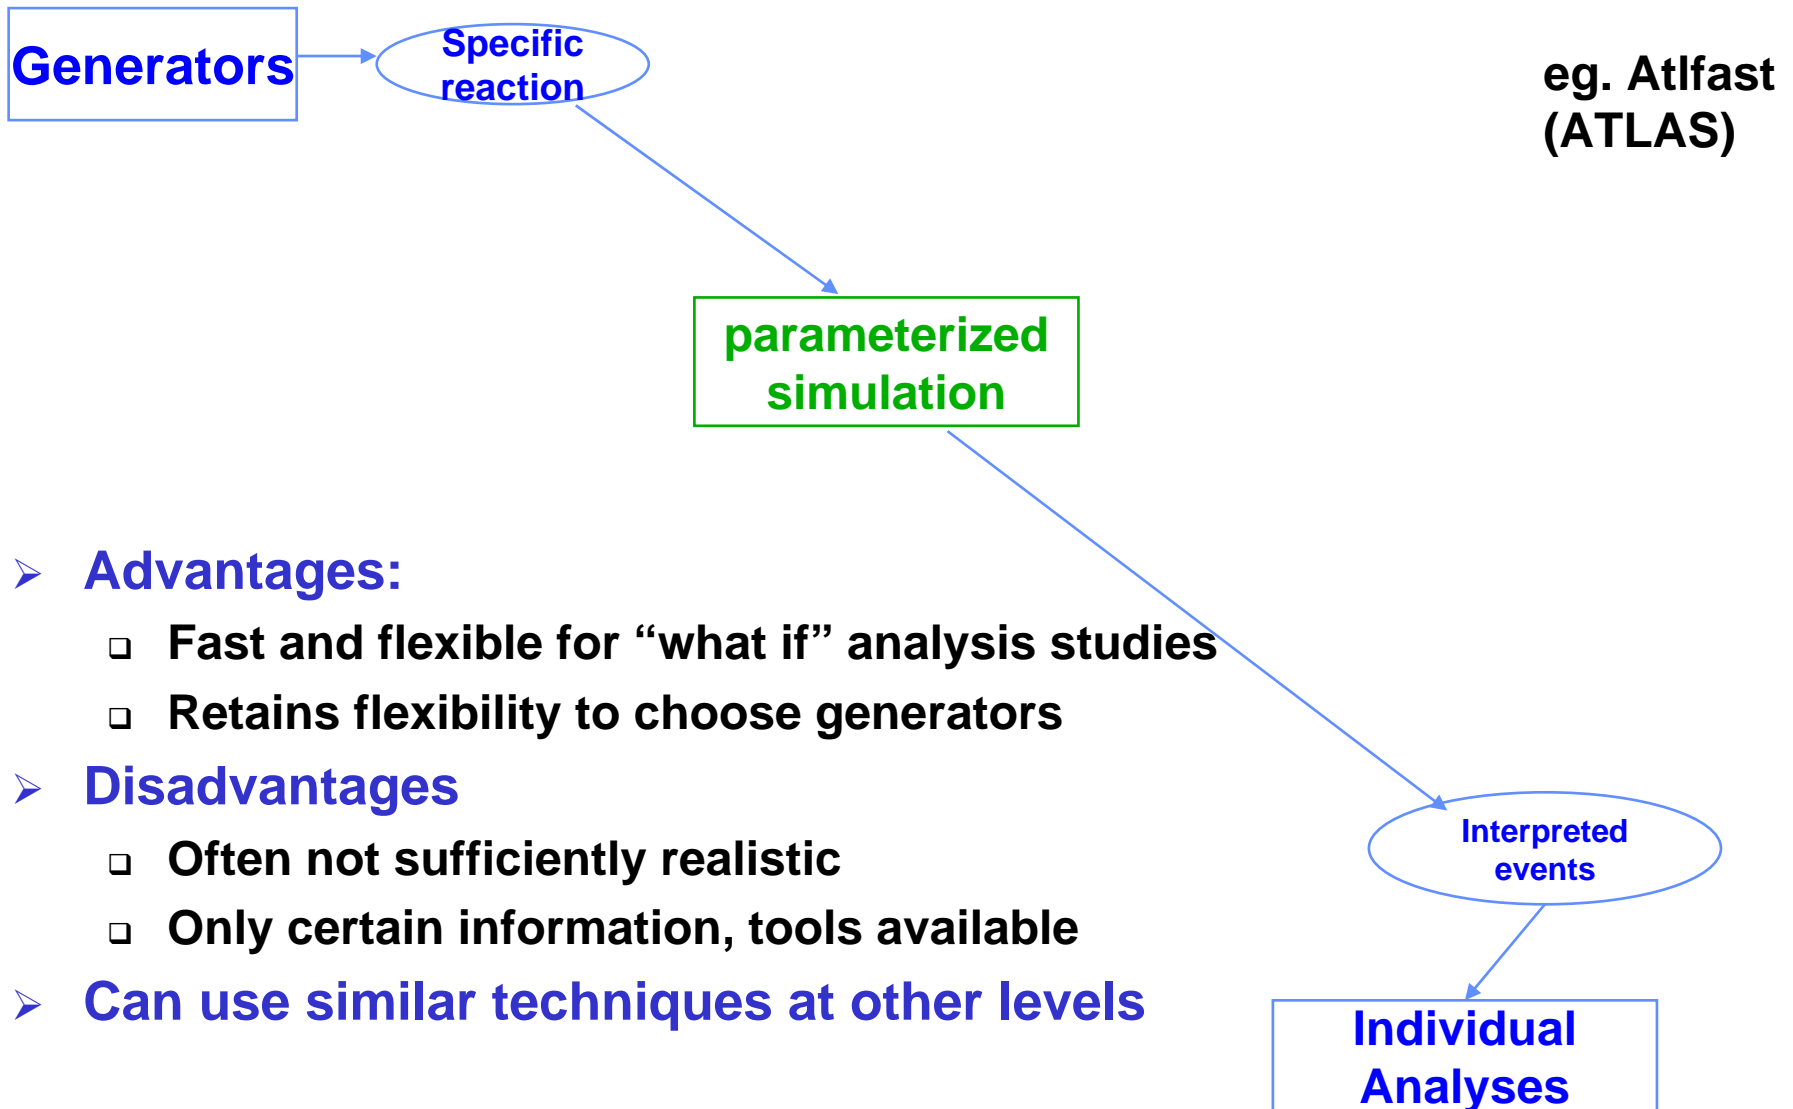 Generators
Specific
reaction
eg. Atlfast
(ATLAS)
parameterized
simulation
Advantages:
Fast and flexible for “what if” analysis studies
Retains flexibility to choose generators
Disadvantages
Often not sufficiently realistic
Only certain information, tools available
Can use similar techniques at other levels
Interpreted
events
Individual
Analyses